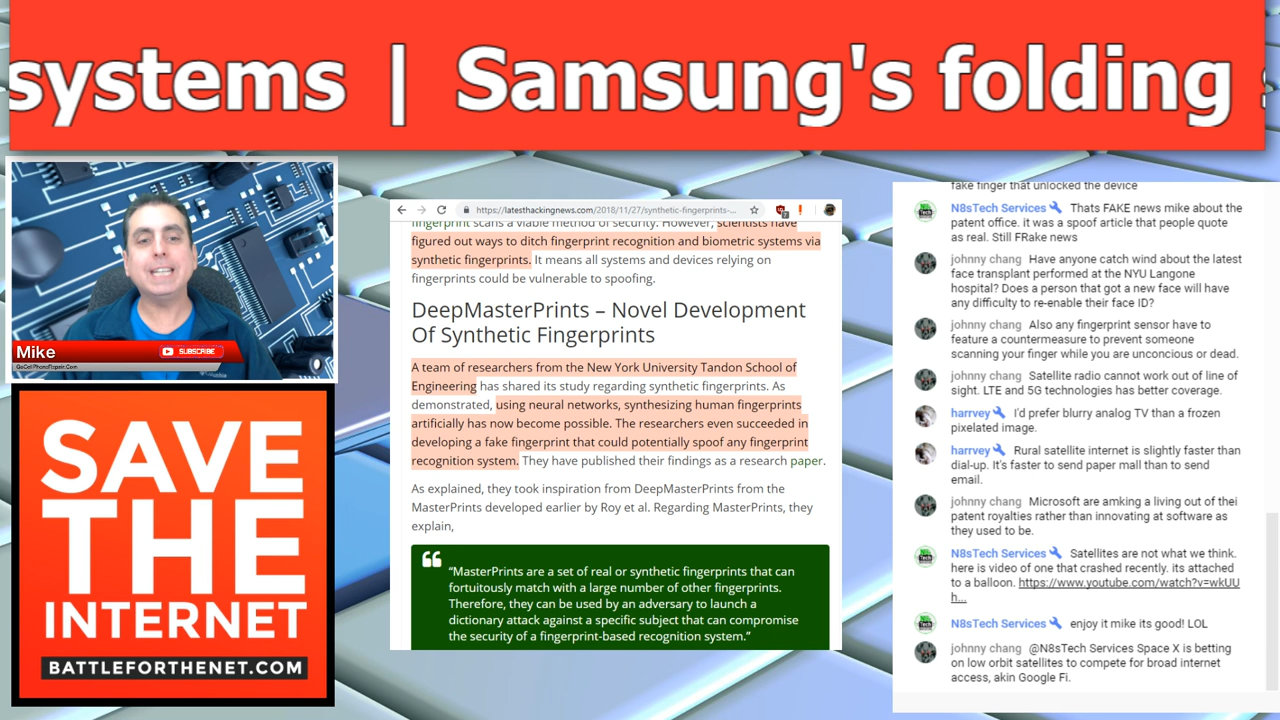 systems | Samsung's folding
Mike
SUBSCRIBE
GoCellPhoneRepair.Com
SAVE
THE
INTERNET
BATTLEFORTHENET.COM
https://latesthackingnews.com/2018/11/27/synthetic-fingerprints-...
fingerprint scans a viable method of security. However, scientists have
figured out ways to ditch fingerprint recognition and biometric systems via
synthetic fingerprints. It means all systems and devices relying on
fingerprints could be vulnerable to spoofing.
DeepMasterPrints – Novel Development
Of Synthetic Fingerprints
A team of researchers from the New York University Tandon School of
Engineering has shared its study regarding synthetic fingerprints. As
demonstrated, using neural networks, synthesizing human fingerprints
artificially has now become possible. The researchers even succeeded in
developing a fake fingerprint that could potentially spoof any fingerprint
recognition system. They have published their findings as a research paper.
As explained, they took inspiration from DeepMasterPrints from the
MasterPrints developed earlier by Roy et al. Regarding MasterPrints, they
explain,
“MasterPrints are a set of real or synthetic fingerprints that can
fortuitously match with a large number of other fingerprints.
Therefore, they can be used by an adversary to launch a
dictionary attack against a specific subject that can compromise
the security of a fingerprint-based recognition system.”
fake finger that unlocked the device
N8sTech Services Thats FAKE news mike about the
patent office. it was a spoof article that people quote
as real. Still FRake news
johnny chang Have anyone catch wind about the latest
face transplant performed at the NYU Langone
hospital? Does a person that got a new face will have
any difficulty to re-enable their face ID?
johnny chang Also any fingerprint sensor have to
feature a countermeasure to prevent someone
scanning your finger while you are unconcious or dead.
johnny chang Satellite radio cannot work out of line of
sight. LTE and 5G technologies has better coverage.
harrvey I'd prefer blurry analog TV than a frozen
pixelated image.
harrvey Rural satellite internet is slightly faster than
dial-up. It's faster to send paper mall than to send
email.
johnny chang Microsoft are amking a living out of thei
patent royalties rather than innovating at software as
they used to be.
N8sTech Services Satellites are not what we think.
here is video of one that crashed recently. its attached
to a balloon. https://www.youtube.com/watch?v=wkUU
h...
N8sTech Services enjoy it mike its good! LOL
johnny chang @N8sTech Services Space X is betting
on low orbit satellites to compete for broad internet
access, akin Google Fi.